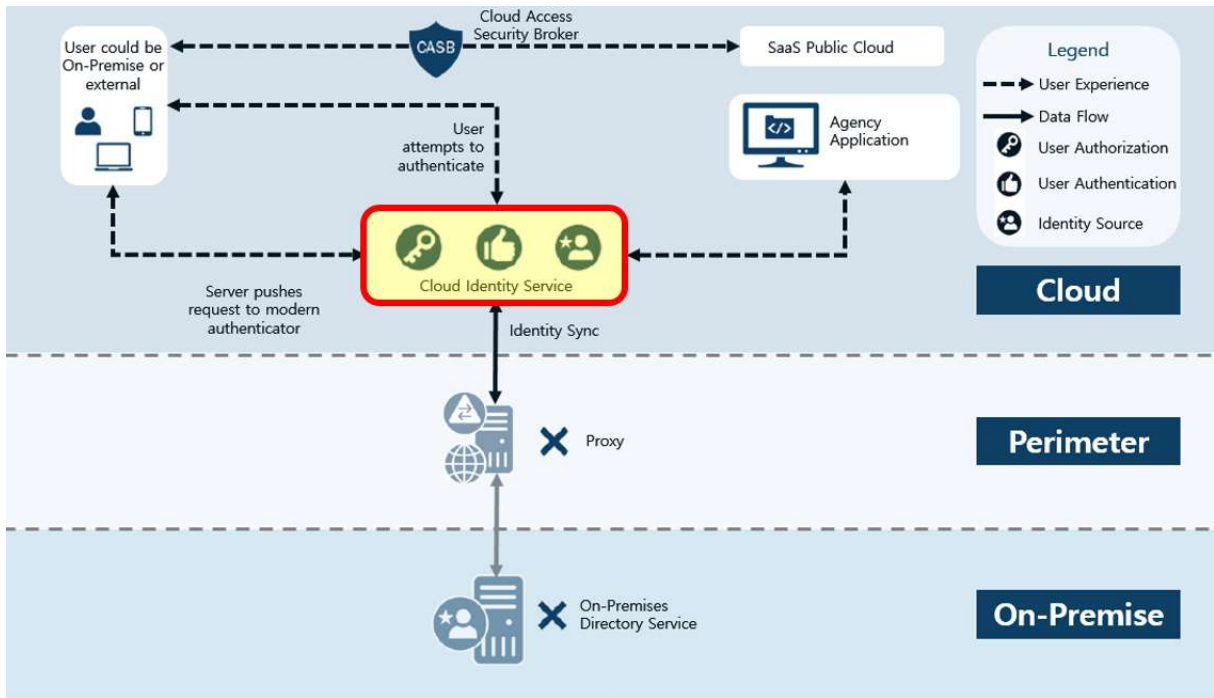 User could be
On-Premise or
external
CASB
Cloud Access
Security Broker
SaaS Public Cloud
Agency
Application
User
attempts to
authenticate
Cloud Identity Service
Server pushes
request to modern
authenticator
Identity Sync
Legend
User Experience
Data Flow
User Authorization
User Authentication
Identity Source
Cloud
Proxy
Perimeter
On-Premises
Directory Service
On-Premise